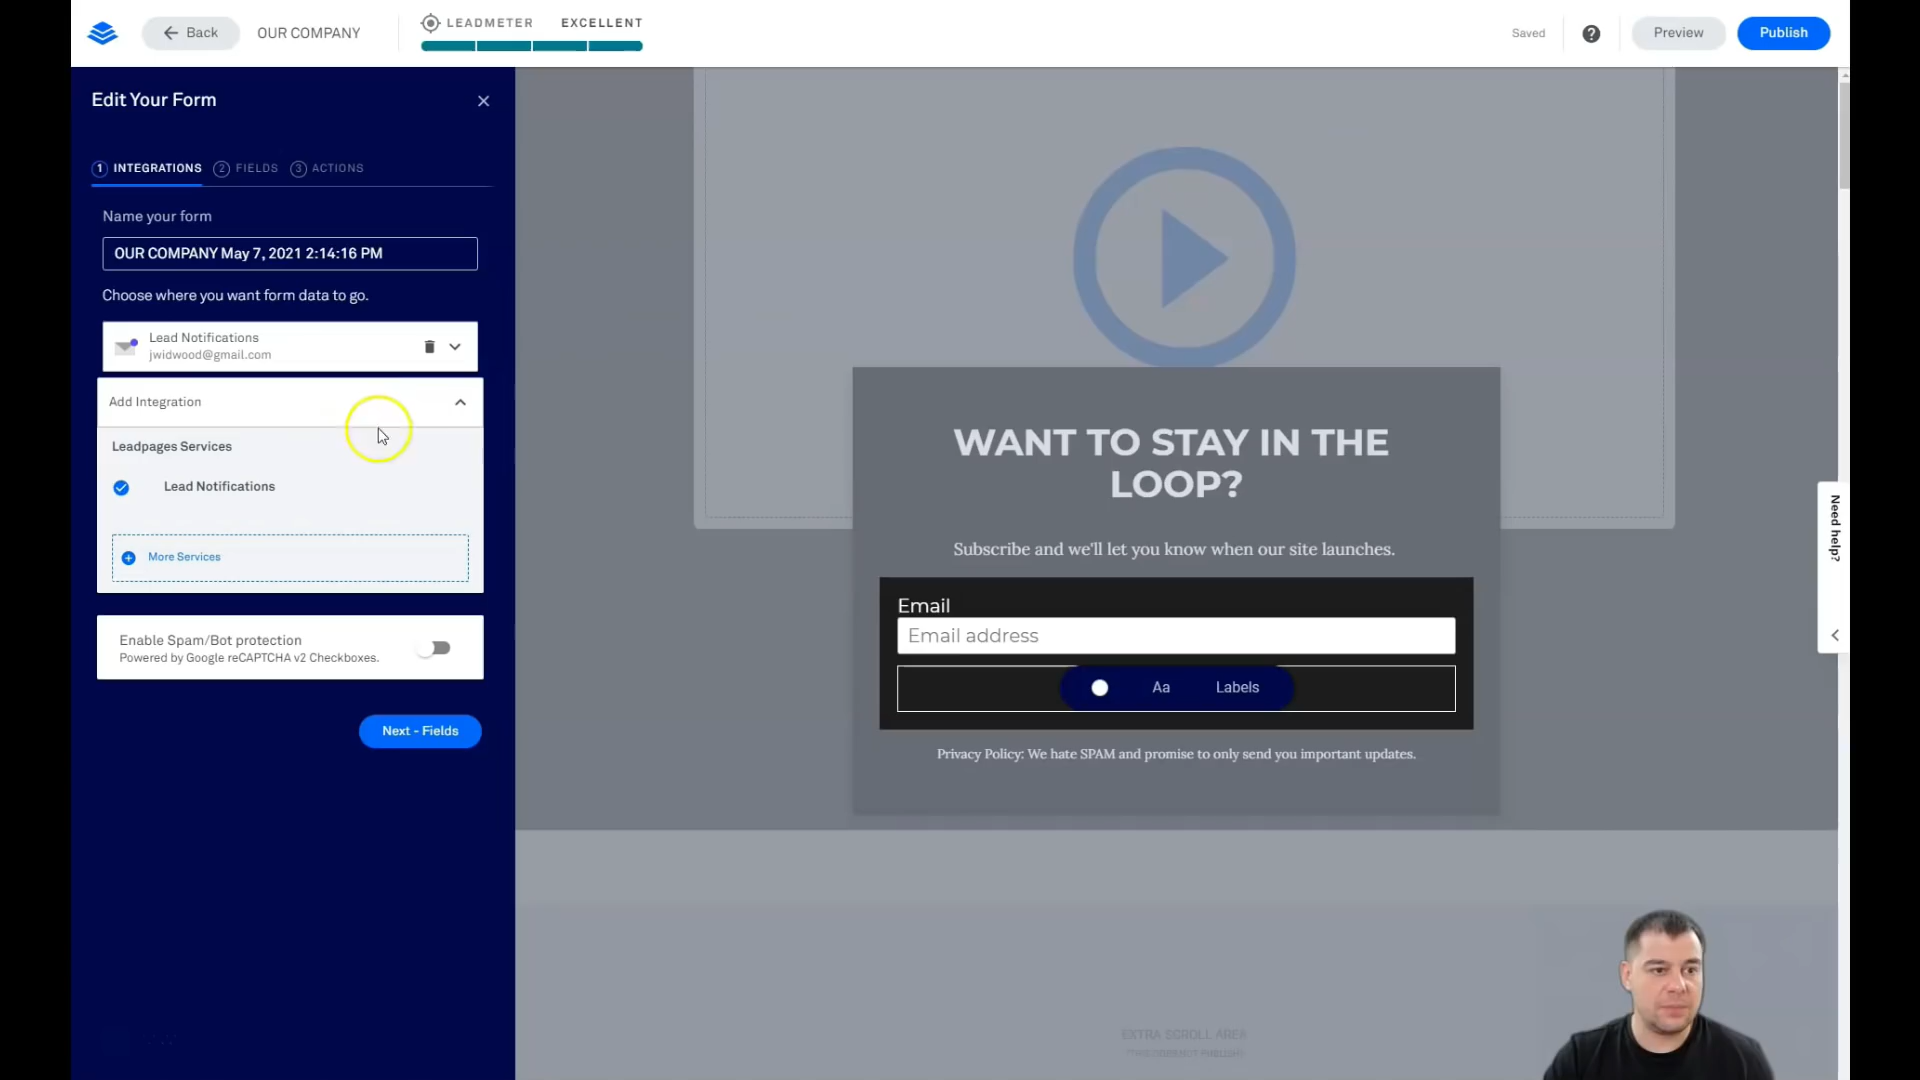 Back
OUR COMPANY
LEADMETER EXCELLENT
Saved
?
Preview
Publish
Edit Your Form
1 INTEGRATIONS
2 FIELDS
3 ACTIONS
Name your form
OUR COMPANY May 7, 2021 2:14:16 PM
Choose where you want form data to go.
Lead Notifications
jwidwood@gmail.com
Add Integration
Leadpages Services
Lead Notifications
More Services
Enable Spam/Bot protection
Powered by Google reCAPTCHA v2 Checkboxes.
Next - Fields
WANT TO STAY IN THE
LOOP?
Subscribe and we'll let you know when our site launches.
Email
Email address
Aa
Labels
Privacy Policy: We hate SPAM and promise to only send you important updates.
Need help?
EXTRA SCROLL AREA